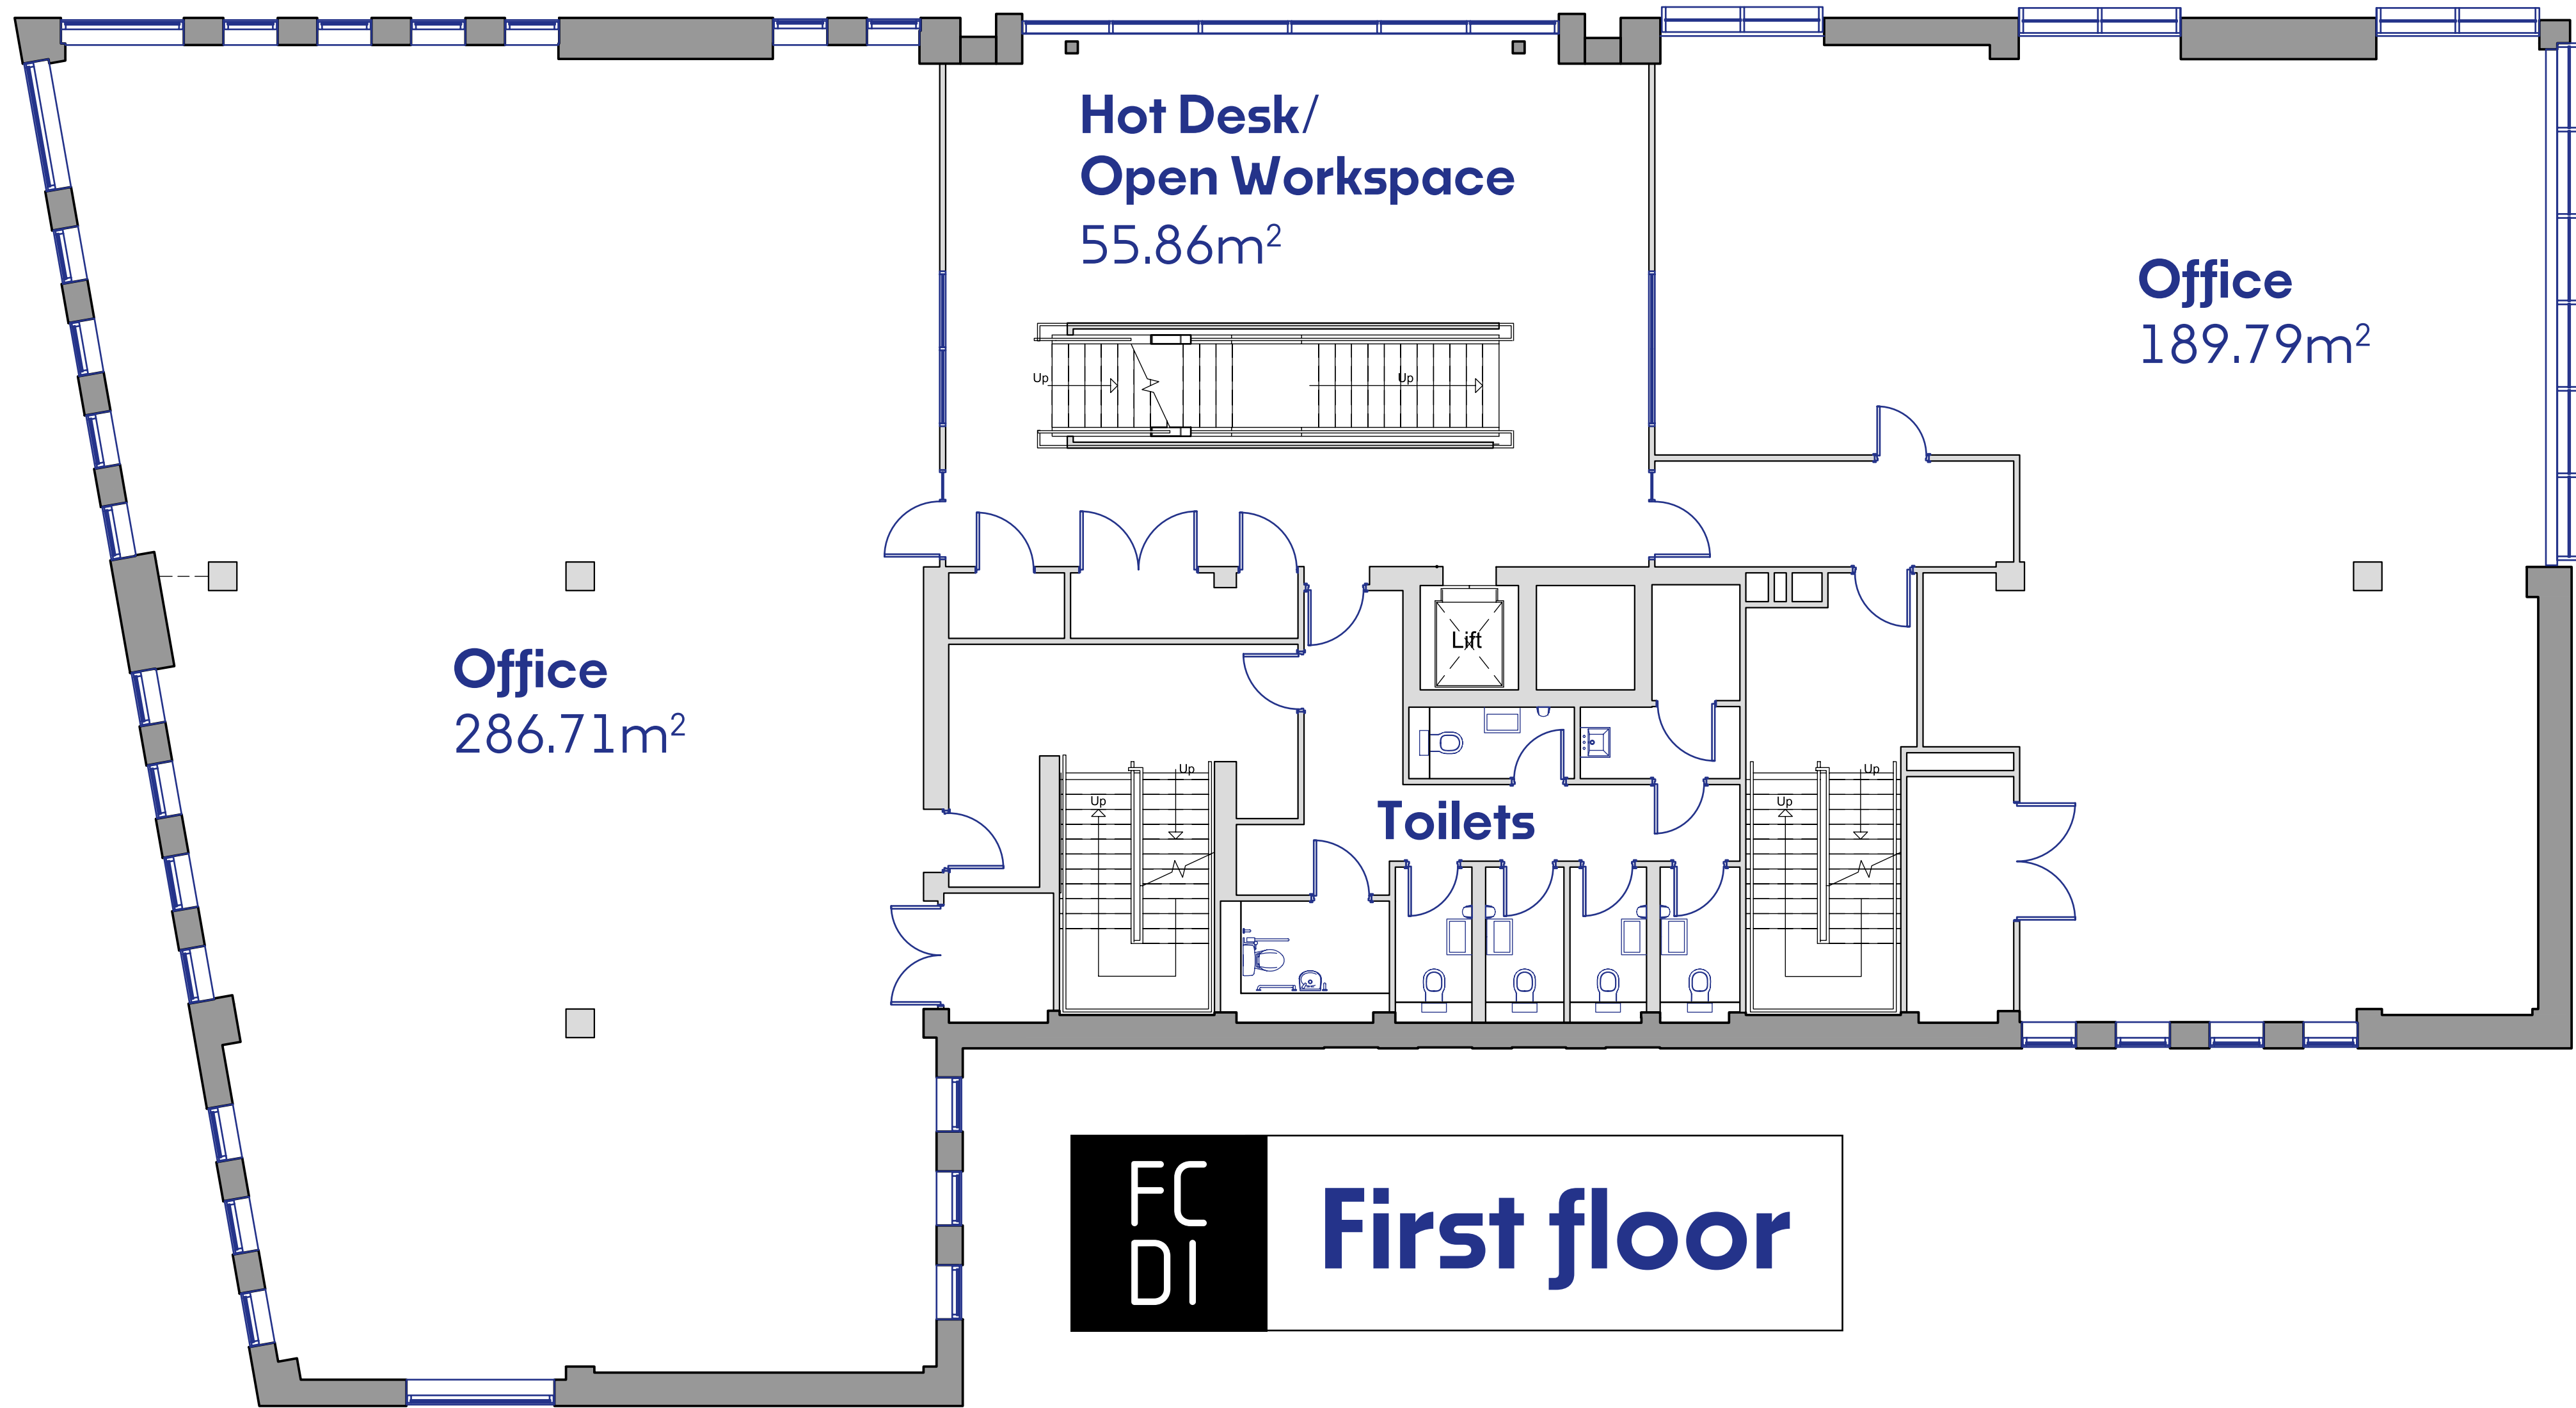 Hot Desk/
Open Workspace
55.86m²
Office
189.79m²
Up
Up
Office
286.71m²
Lift
Up
Up
Up
Up
Toilets
FC
DI
First floor